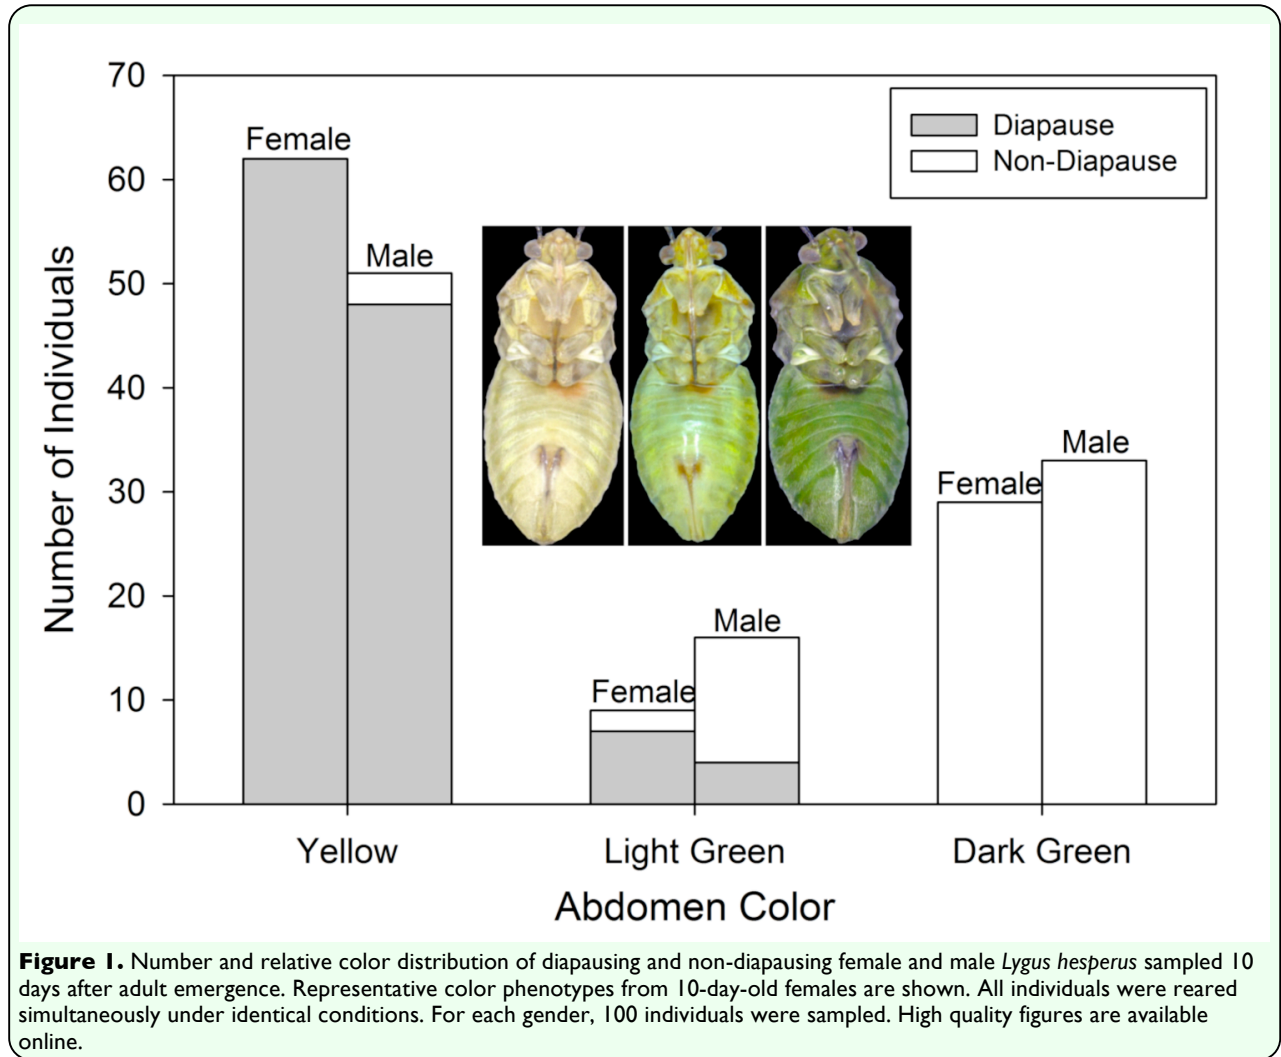 70
60
50
40
30
20
10
0
Number of Individuals
Female
Male
Female
Male
Female
Male
Diapause
Non-Diapause
Yellow
Light Green
Dark Green
Abdomen Color
Figure 1. Number and relative color distribution of diapausing and non-diapausing female and male Lygus hesperus sampled 10
days after adult emergence. Representative color phenotypes from 10-day-old females are shown. All individuals were reared
simultaneously under identical conditions. For each gender, 100 individuals were sampled. High quality figures are available
online.